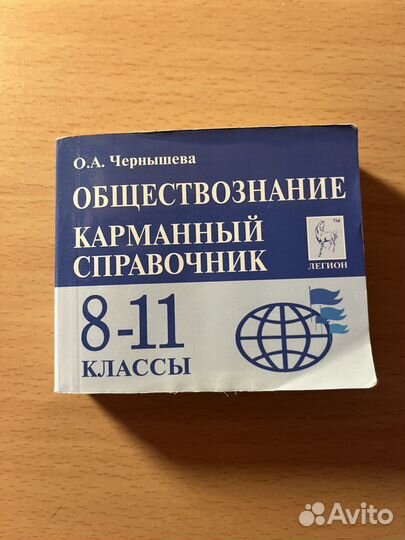 О.А. Чернышева
ОБЩЕСТВОЗНАНИЕ
КАРМАННЫЙ
СПРАВОЧНИК
TM
ЛЕГИОН
8-11
КЛАССЫ
Avito